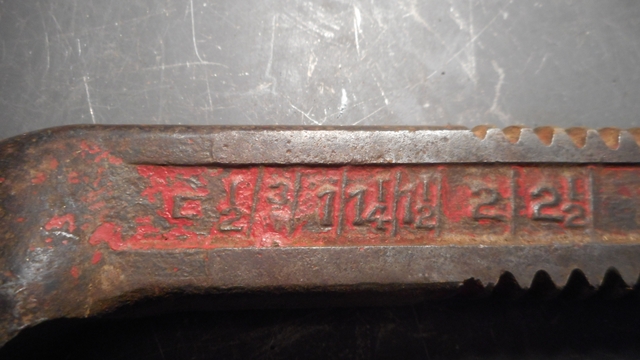 E ½ ¾ 1 1¼ 1½ 2 2½